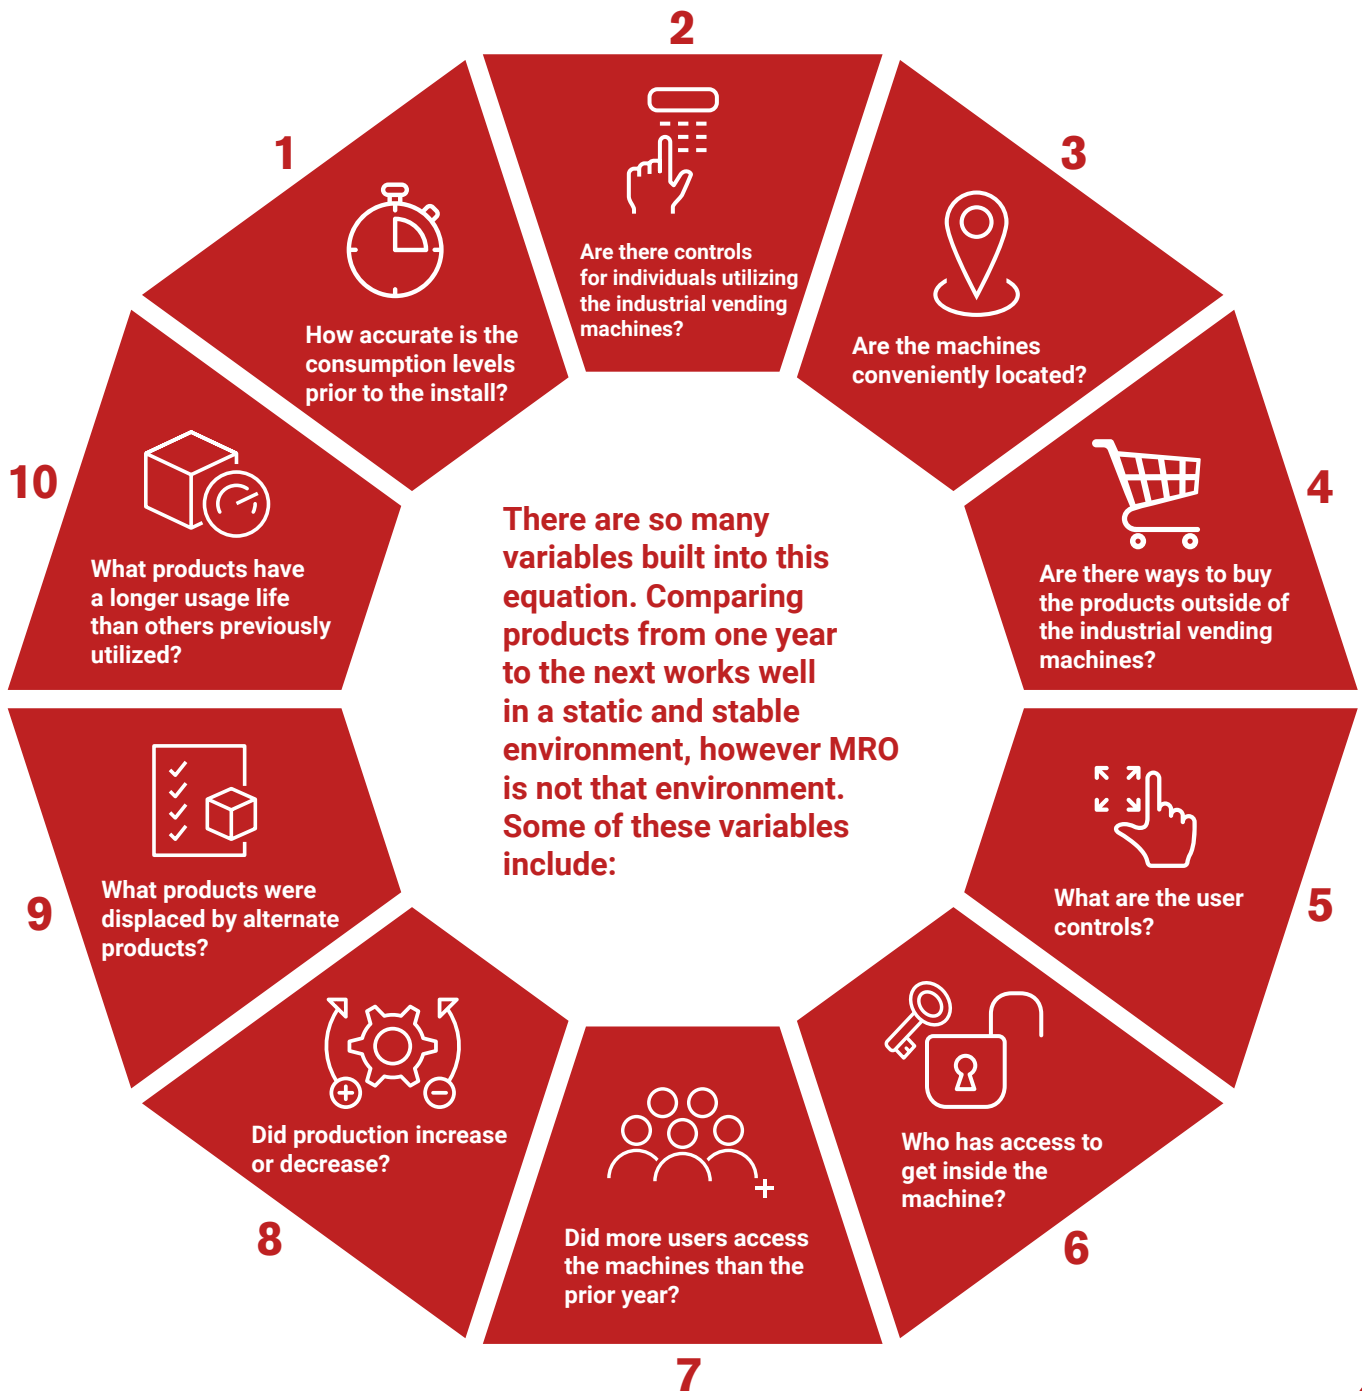 There are so many
variables built into this
equation. Comparing
products from one year
to the next works well
in a static and stable
environment, however MRO
is not that environment.
Some of these variables
include:
1
How accurate is the
consumption levels
prior to the install?
2
Are there controls
for individuals utilizing
the industrial vending
machines?
3
Are the machines
conveniently located?
4
Are there ways to buy
the products outside of
the industrial vending
machines?
5
What are the user
controls?
6
Who has access to
get inside the
machine?
7
Did more users access
the machines than the
prior year?
8
Did production increase
or decrease?
9
What products were
displaced by alternate
products?
10
What products have
a longer usage life
than others previously
utilized?